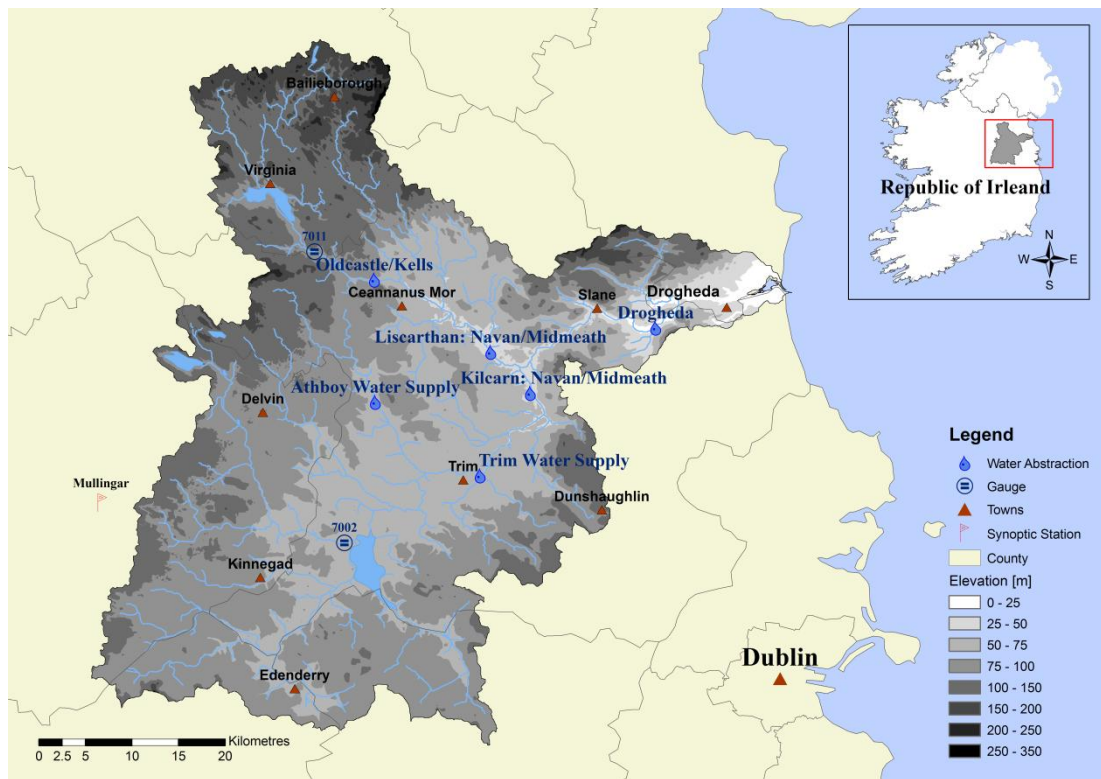 Bailieborough
Virginia
7011
Oldcastle/Kells
Ceannanus Mor
Slane
Drogheda
Drogheda
Liscarthan: Navan/Midmeath
Kilcarn: Navan/Midmeath
Athboy Water Supply
Delvin
Trim
Trim Water Supply
Mullingar
Dunshaughlin
7002
Kinnegad
Edenderry
Dublin
Kilometres
0 2.5 5 10 15 20
Republic of Irleand
N
W E
S
Legend
Water Abstraction
Gauge
Towns
Synoptic Station
County
Elevation [m]
0 - 25
25 - 50
50 - 75
75 - 100
100 - 150
150 - 200
200 - 250
250 - 350